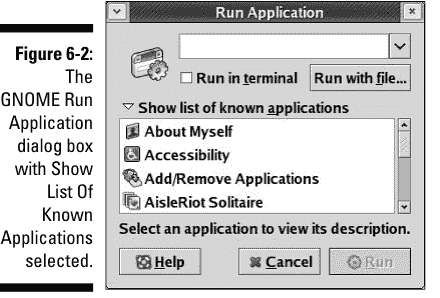 Figure 6-2:
The
GNOME Run
Application
dialog box
with Show
List Of
Known
Applications
selected.
Run Application
Run in terminal
Run with file...
Show list of known applications
About Myself
Accessibility
Add/Remove Applications
AisleRiot Solitaire
Select an application to view its description.
Help
Cancel
Run